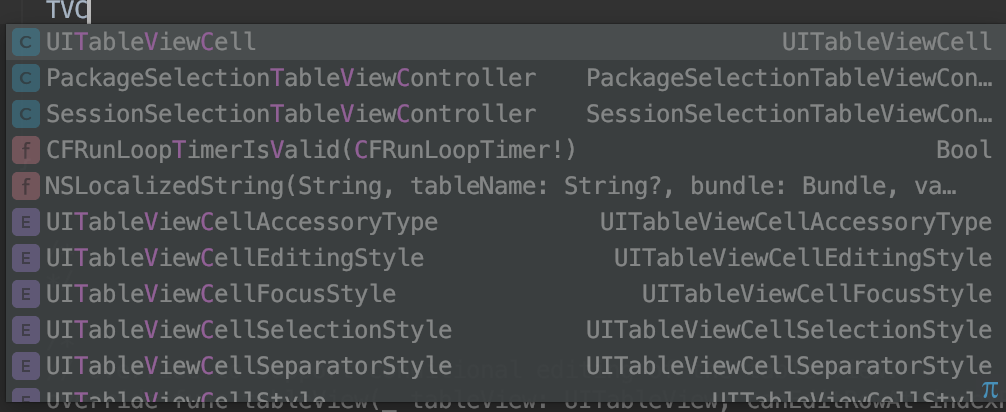 TVC
C UITableViewCell UITableViewCell
C PackageSelectionTableViewController PackageSelectionTableViewCon…
C SessionSelectionTableViewController SessionSelectionTableViewCon…
f CFRunLoopTimerIsValid(CFRunLoopTimer!) Bool
f NSLocalizedString(String, tableName: String?, bundle: Bundle, va…
E UITableViewCellAccessoryType UITableViewCellAccessoryType
E UITableViewCellEditingStyle UITableViewCellEditingStyle
E UITableViewCellFocusStyle UITableViewCellFocusStyle
E UITableViewCellSelectionStyle UITableViewCellSelectionStyle
E UITableViewCellSeparatorStyle UITableViewCellSeparatorStyle
π